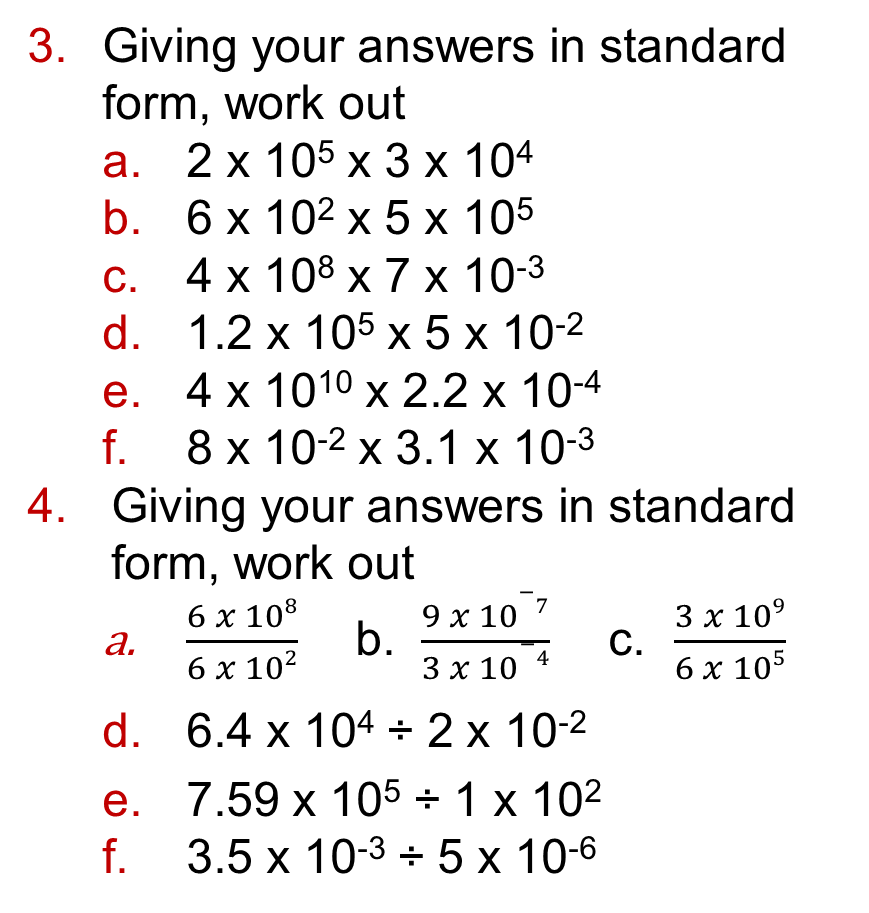 3. Giving your answers in standard
form, work out
a. 2 x 10⁵ x 3 x 10⁴
b. 6 x 10² x 5 x 10⁵
c. 4 x 10⁸ x 7 x 10⁻³
d. 1.2 x 10⁵ x 5 x 10⁻²
e. 4 x 10¹⁰ x 2.2 x 10⁻⁴
f. 8 x 10⁻² x 3.1 x 10⁻³
4. Giving your answers in standard
form, work out
a. (6 x 10⁸)/(6 x 10²) b. (9 x 10⁻⁷)/(3 x 10⁻⁴) c. (3 x 10⁹)/(6 x 10⁵)
d. 6.4 x 10⁴ ÷ 2 x 10⁻²
e. 7.59 x 10⁵ ÷ 1 x 10²
f. 3.5 x 10⁻³ ÷ 5 x 10⁻⁶